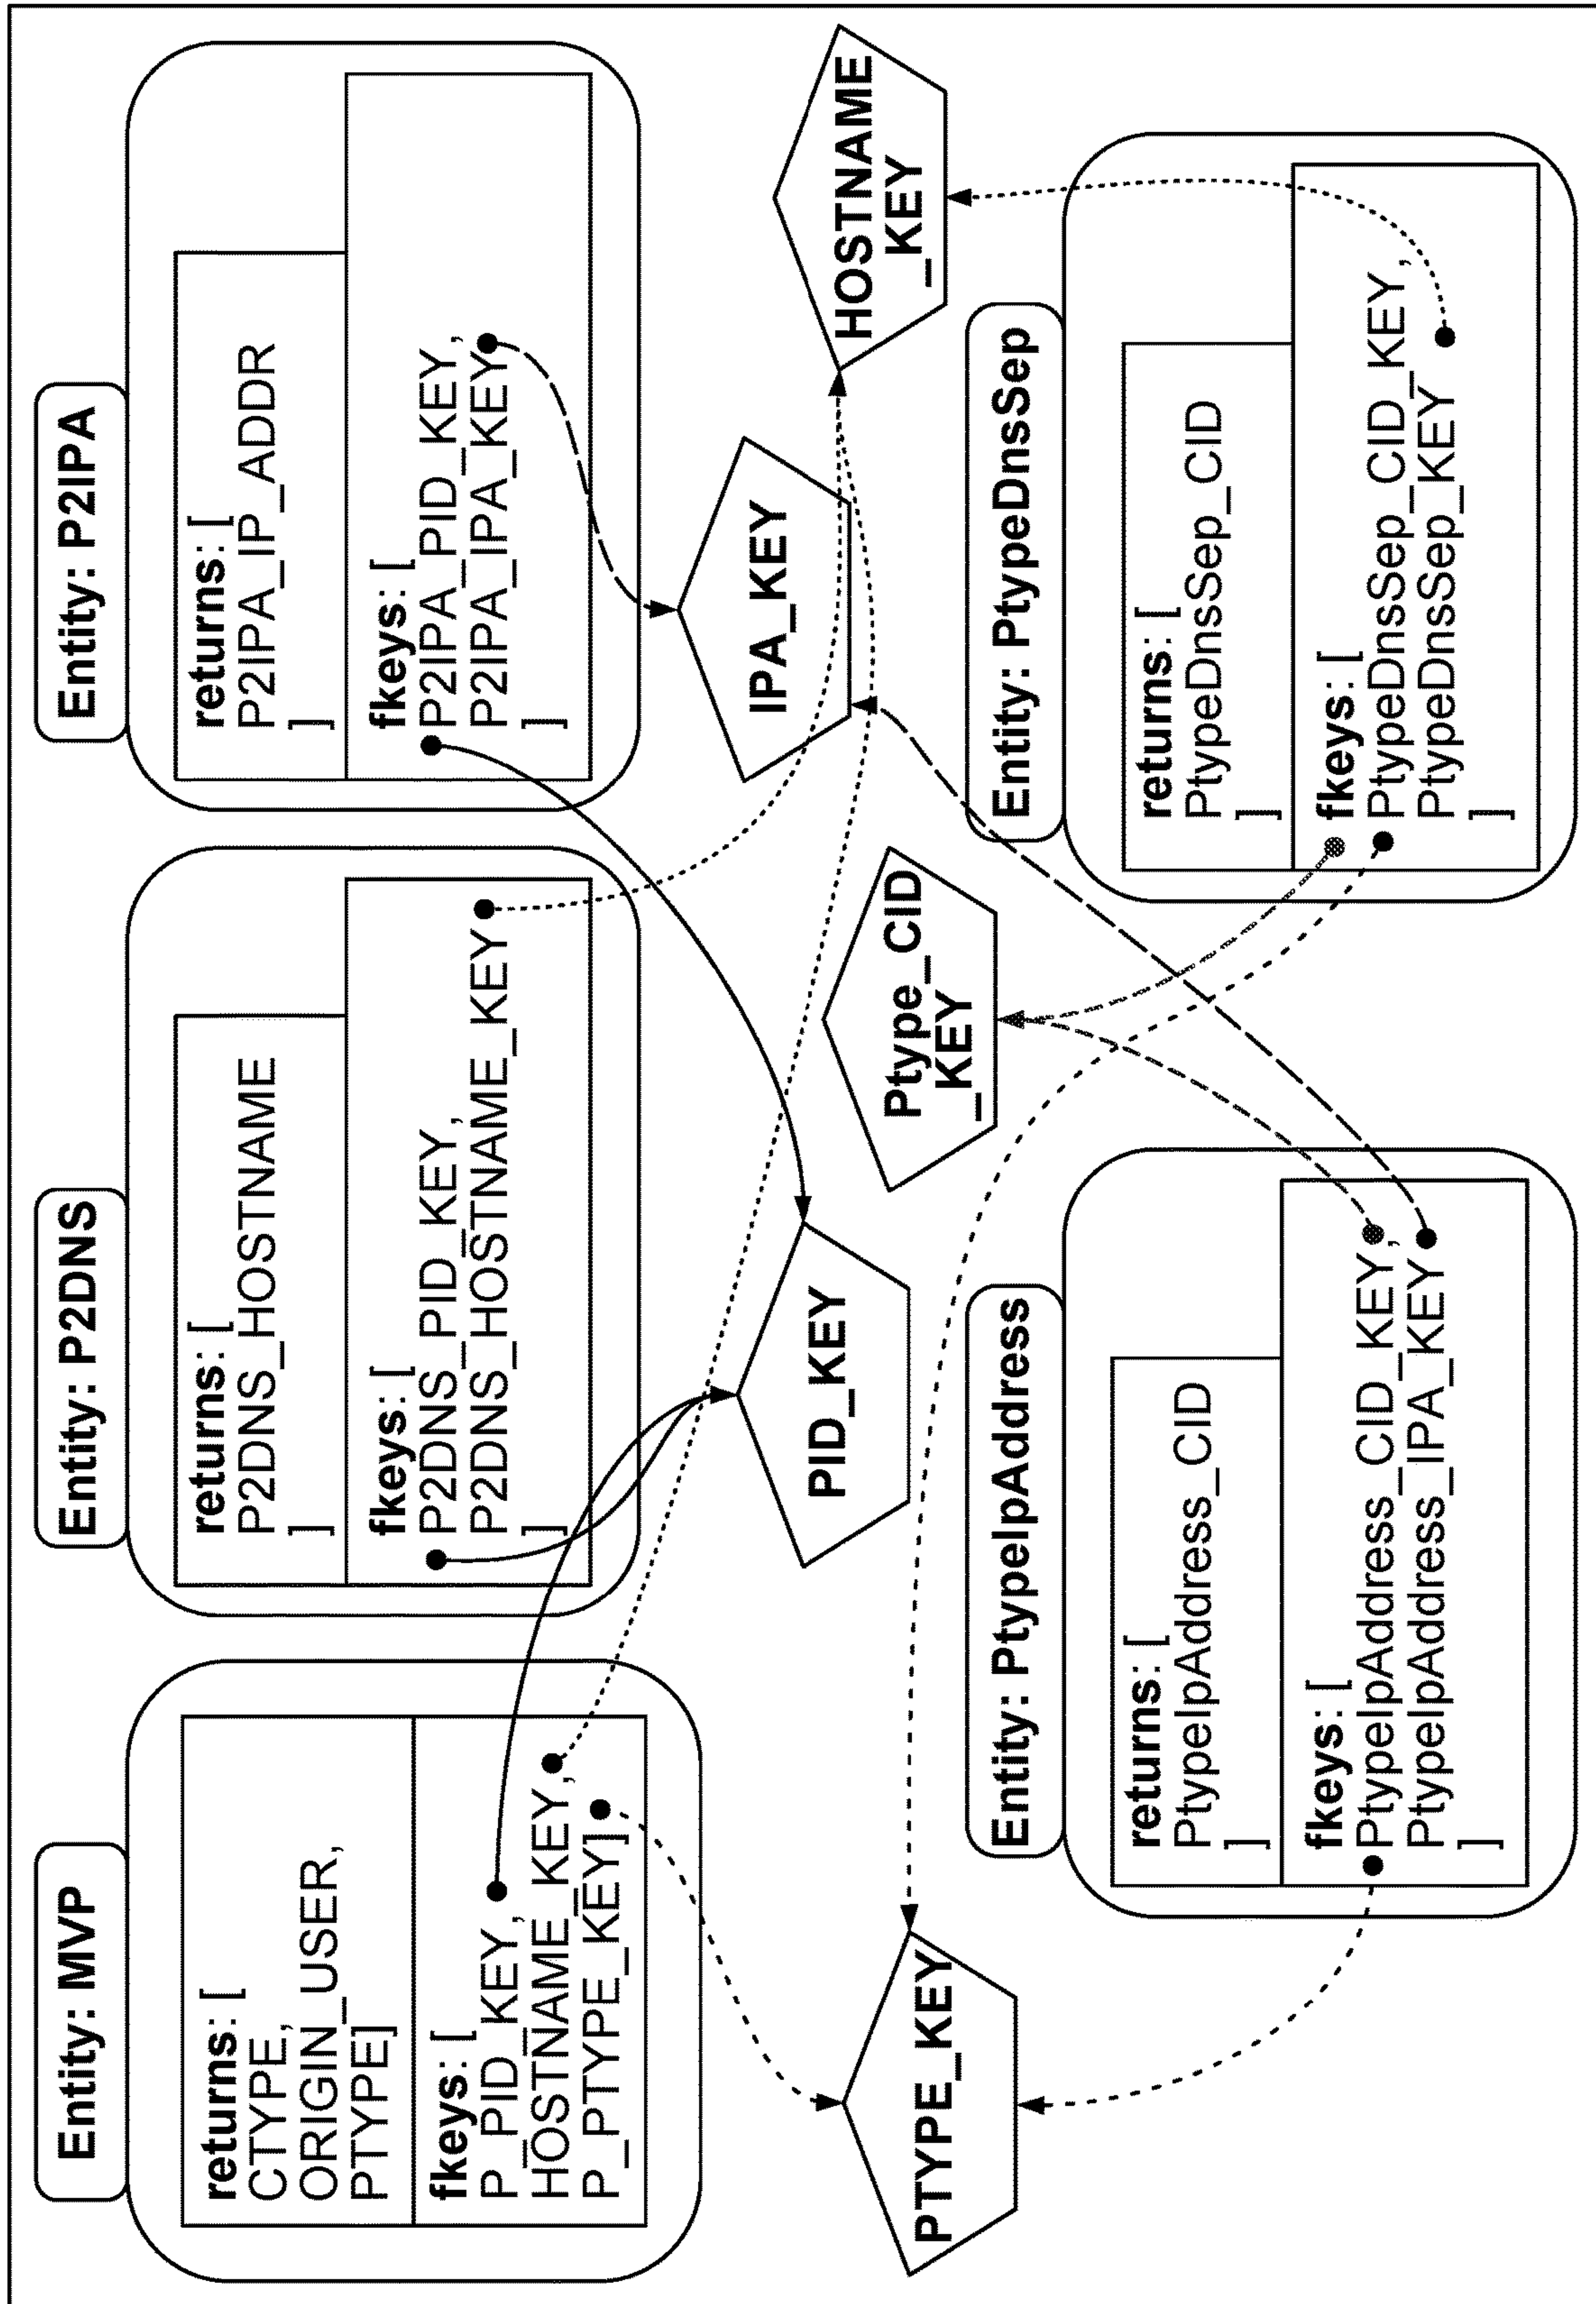 Entity: MVP
returns: [
CTYPE,
ORIGIN_USER,
PTYPE]
fkeys: [
P_PID_KEY,
HOSTNAME_KEY,
P_PTYPE_KEY]
Entity: P2DNS
returns: [
P2DNS_HOSTNAME
]
fkeys: [
P2DNS_PID_KEY,
P2DNS_HOSTNAME_KEY
]
Entity: P2IPA
returns: [
P2IPA_IP_ADDR
]
fkeys: [
P2IPA_PID_KEY,
P2IPA_IPA_KEY
]
PTYPE_KEY
PID_KEY
Ptype_CID
_KEY
IPA_KEY
HOSTNAME
_KEY
Entity: PtypeIpAddress
returns: [
PtypeIpAddress_CID
]
fkeys: [
PtypeIpAddress_CID_KEY,
PtypeIpAddress_IPA_KEY
]
Entity: PtypeDnsSep
returns: [
PtypeDnsSep_CID
]
fkeys: [
PtypeDnsSep_CID_KEY,
PtypeDnsSep_KEY
]